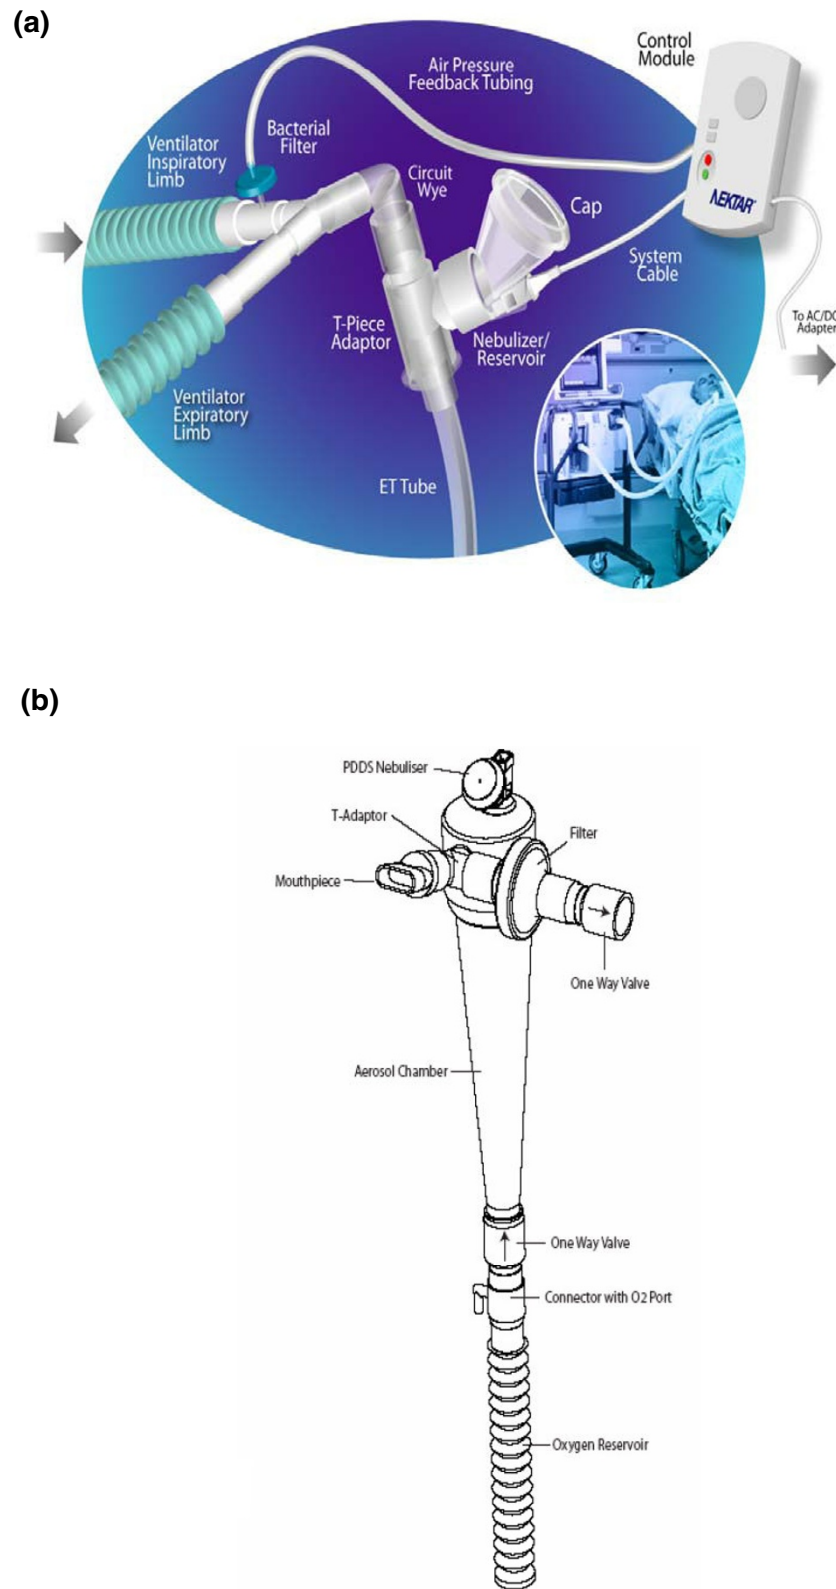 (a)
Air Pressure
Feedback Tubing
Control
Module
Ventilator
Inspiratory
Limb
Bacterial
Filter
Circuit
Wye
Cap
NEKTAR™
System
Cable
To AC/DC
Adapter
T-Piece
Adaptor
Nebulizer/
Reservoir
Ventilator
Expiratory
Limb
ET Tube
(b)
PDDS Nebuliser
T-Adaptor
Filter
Mouthpiece
One Way Valve
Aerosol Chamber
One Way Valve
Connector with O2 Port
Oxygen Reservoir